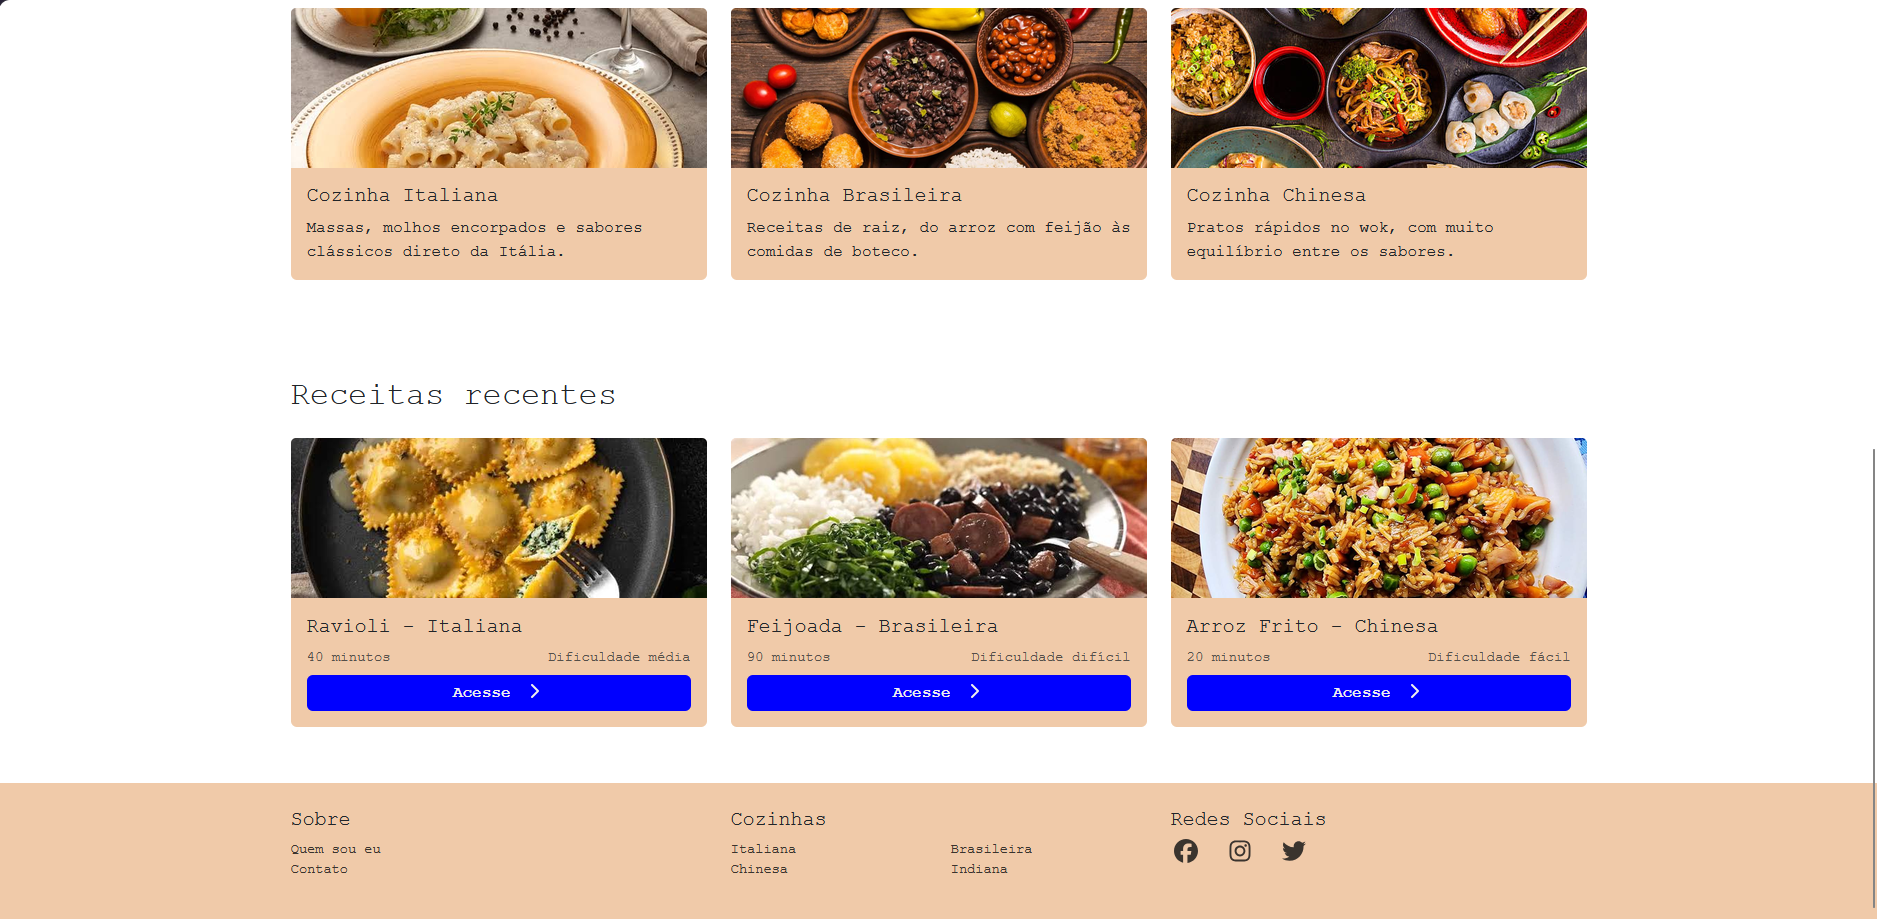 Cozinha Italiana
Massas, molhos encorpados e sabores
clássicos direto da Itália.
Cozinha Brasileira
Receitas de raiz, do arroz com feijão às
comidas de boteco.
Cozinha Chinesa
Pratos rápidos no wok, com muito
equilíbrio entre os sabores.
Receitas recentes
Ravioli - Italiana
40 minutos Dificuldade média
Acesse
Feijoada - Brasileira
90 minutos Dificuldade difícil
Acesse
Arroz Frito - Chinesa
20 minutos Dificuldade fácil
Acesse
Sobre
Quem sou eu
Contato
Cozinhas
Italiana Brasileira
Chinesa Indiana
Redes Sociais